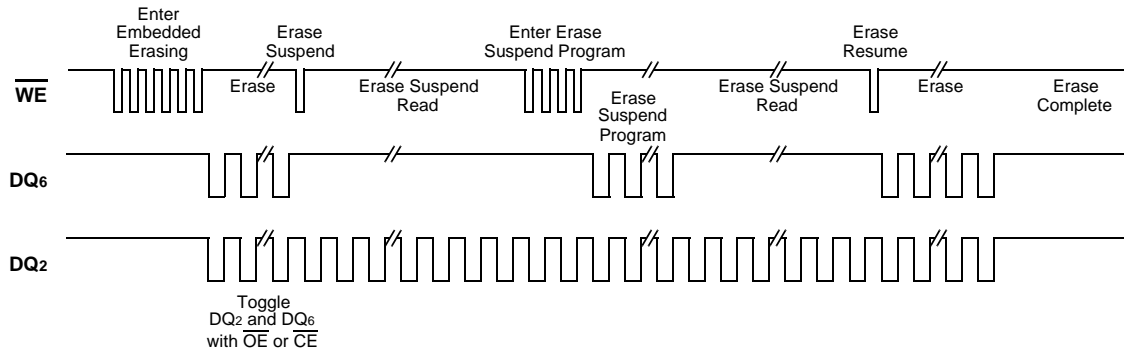 Enter
Embedded
Erasing
Erase
Suspend
Enter Erase
Suspend Program
Erase
Resume
WE
Erase
Erase Suspend
Read
Erase
Suspend
Program
Erase Suspend
Read
Erase
Erase
Complete
DQ6
DQ2
Toggle
DQ2 and DQ6
with OE or CE